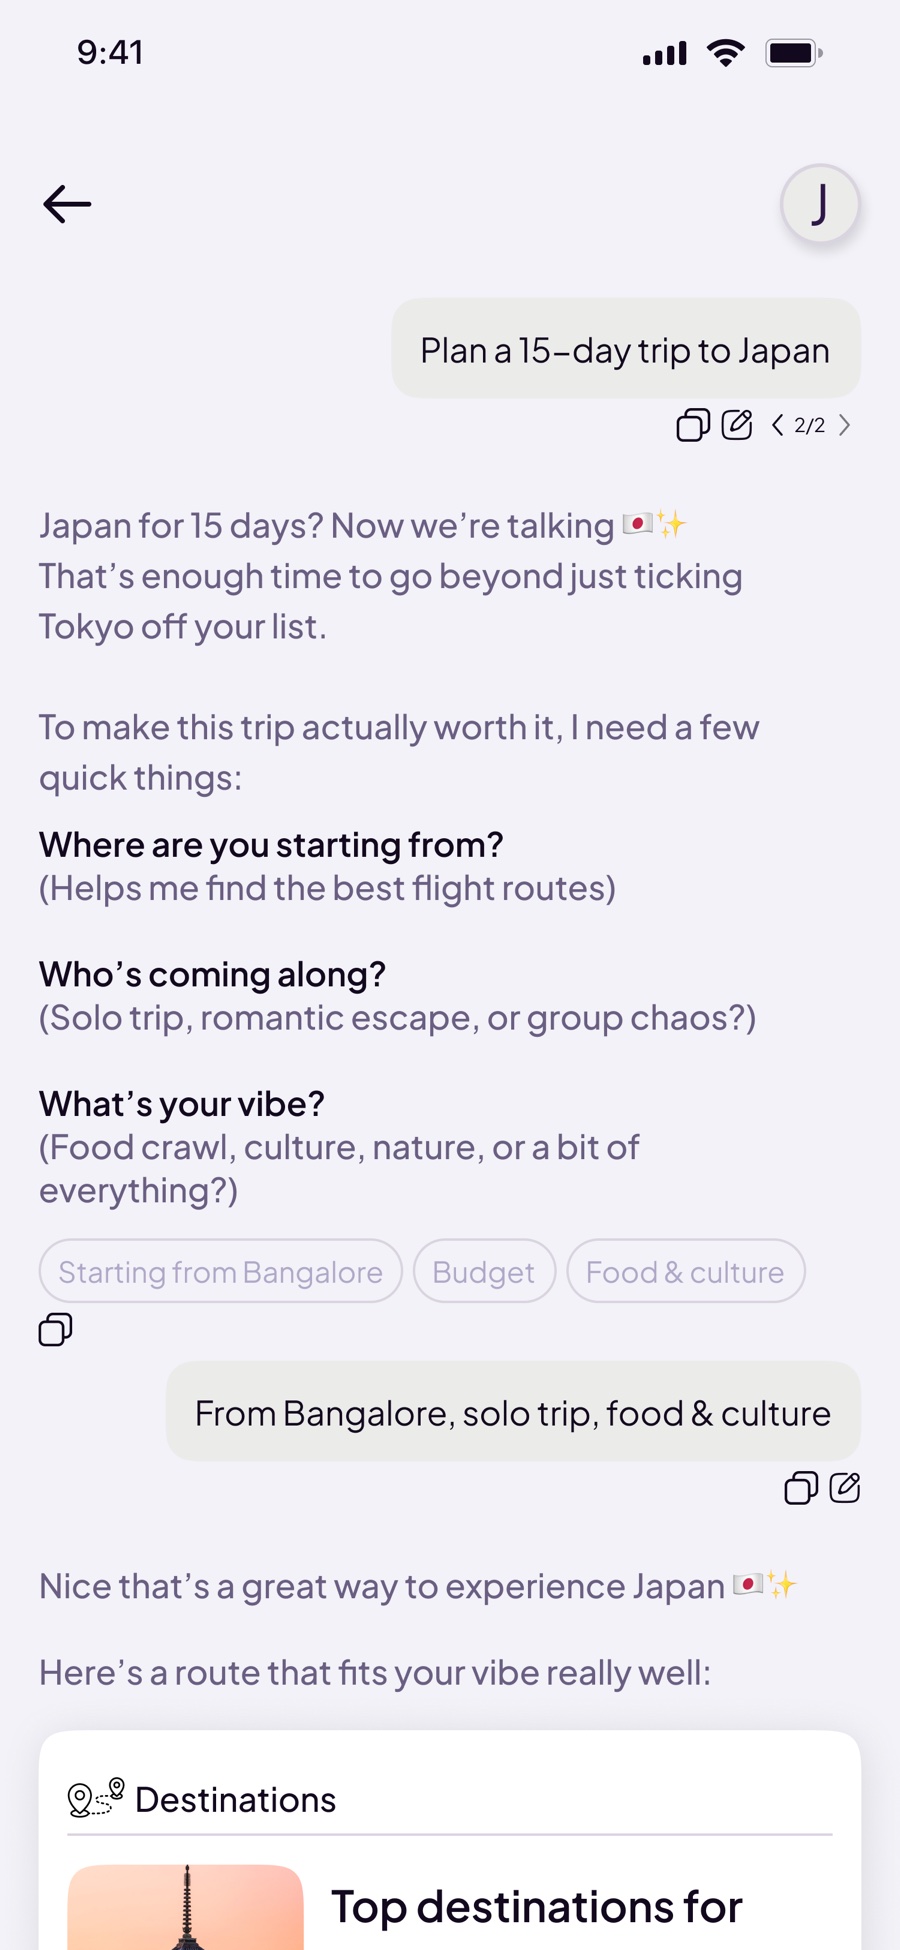 9:41
J
Plan a 15–day trip to Japan
2/2
Japan for 15 days? Now we’re talking 🇯🇵✨
That’s enough time to go beyond just ticking
Tokyo off your list.
To make this trip actually worth it, I need a few
quick things:
Where are you starting from?
(Helps me find the best flight routes)
Who’s coming along?
(Solo trip, romantic escape, or group chaos?)
What’s your vibe?
(Food crawl, culture, nature, or a bit of
everything?)
Starting from Bangalore Budget Food & culture
From Bangalore, solo trip, food & culture
Nice that’s a great way to experience Japan 🇯🇵✨
Here’s a route that fits your vibe really well:
Destinations
Top destinations for